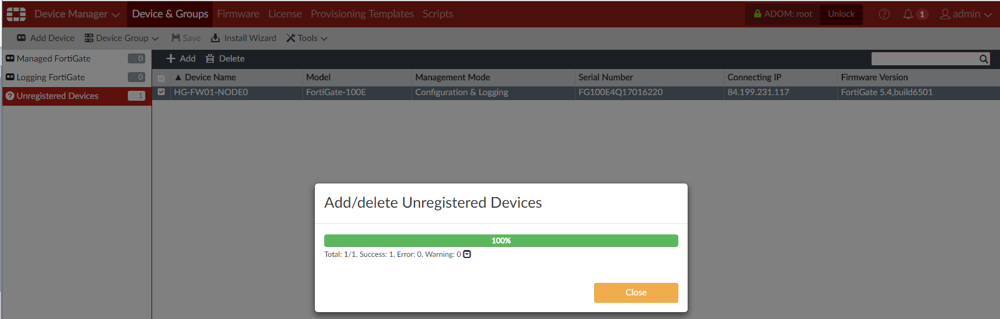 Device Manager Device & Groups Firmware License Provisioning Templates Scripts ADOM: root Unlock 1 admin
Add Device Device Group Save Install Wizard Tools
Managed FortiGate 0
Logging FortiGate 0
Unregistered Devices 1
Add Delete
Device Name Model Management Mode Serial Number Connecting IP Firmware Version
HG-FW01-NODE0 FortiGate-100E Configuration & Logging FG100E4Q17016220 84.199.231.117 FortiGate 5.4,build6501
Add/delete Unregistered Devices
100%
Total: 1/1, Success: 1, Error: 0, Warning: 0
Close